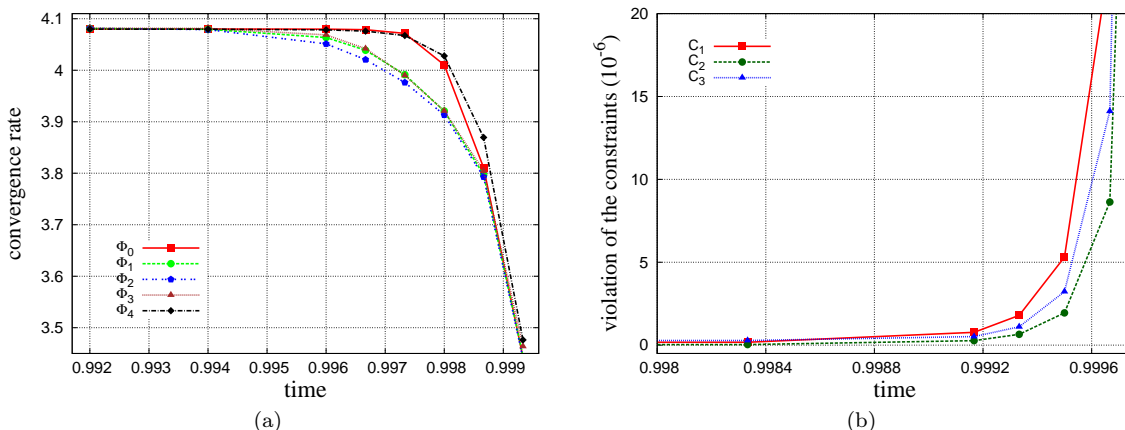 4.1
4
3.9
3.8
3.7
3.6
3.5
convergence rate
Φ0
Φ1
Φ2
Φ3
Φ4
0.992 0.993 0.994 0.995 0.996 0.997 0.998 0.999
time
(a)
20
15
10
5
0
violation of the constraints (10-6)
C1
C2
C3
0.998 0.9984 0.9988 0.9992 0.9996
time
(b)